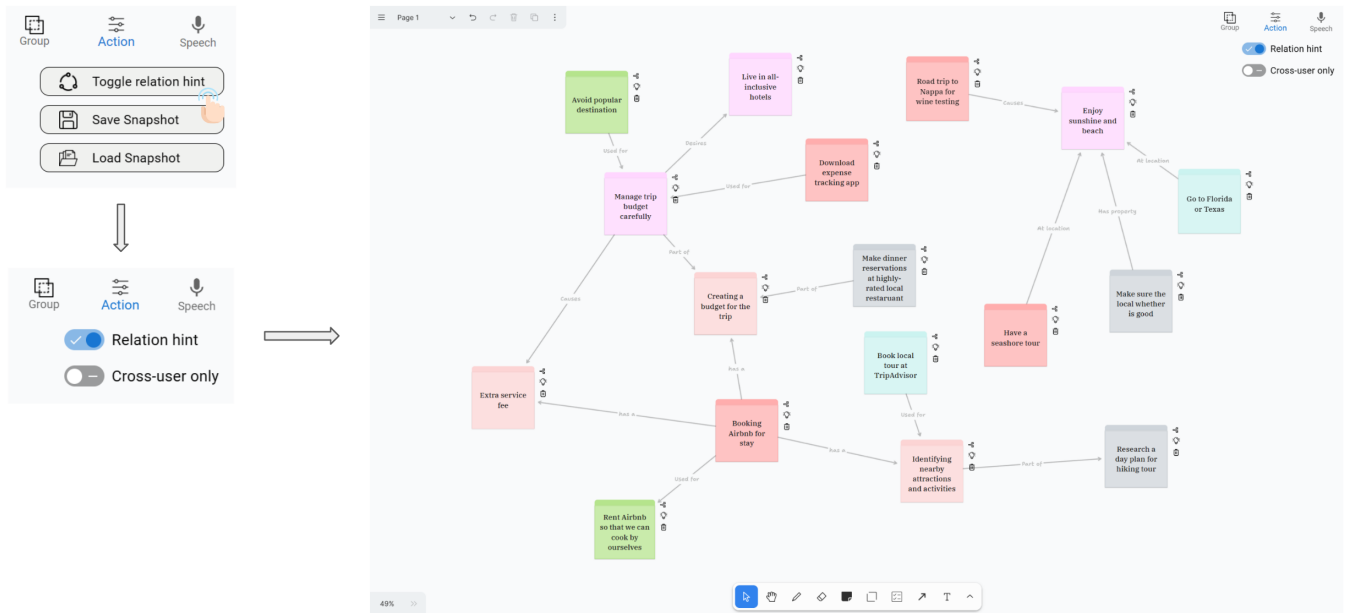 Group
Action
Speech
Toggle relation hint
Save Snapshot
Load Snapshot
Group
Action
Speech
Relation hint
Cross-user only
Page 1
Group
Action
Speech
Relation hint
Cross-user only
Avoid popular
destination
Live in all-
inclusive
hotels
Road trip to
Napps for
wine testing
Causes
Enjoy
sunshine and
beach
Used for
Desires
Download
expense
tracking app
Used for
Manage trip
budget
carefully
At location
Go to Florida
or Texas
Has property
At location
Part of
Make dinner
reservations
at highly-
rated local
restaruant
Part of
Creating a
budget for the
trip
Make sure the
local whether
is good
Causes
Have a
seashore tour
Book local
tour at
TripAdvisor
Has a
Extra service
fee
Has a
Used for
Booking
Airbnb for
stay
Has a
Identifying
nearby
attractions
and activities
Part of
Research a
day plan for
hiking tour
Used for
Rent Airbnb
so that we can
cook by
ourselves
49%
T